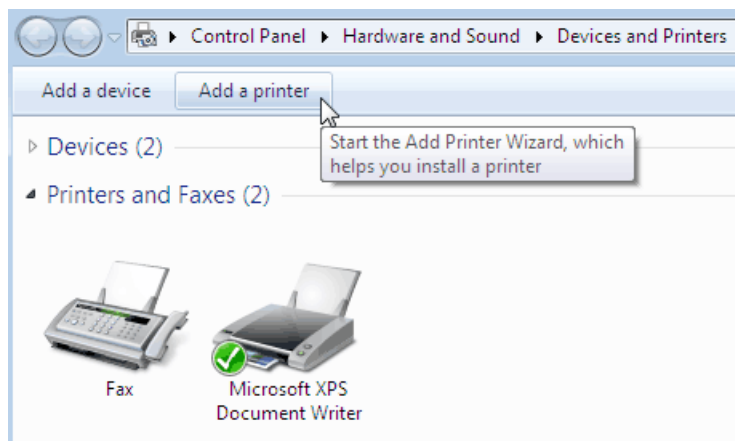 Control Panel Hardware and Sound Devices and Printers
Add a device Add a printer
Start the Add Printer Wizard, which
helps you install a printer
Devices (2)
Printers and Faxes (2)
Fax
Microsoft XPS
Document Writer